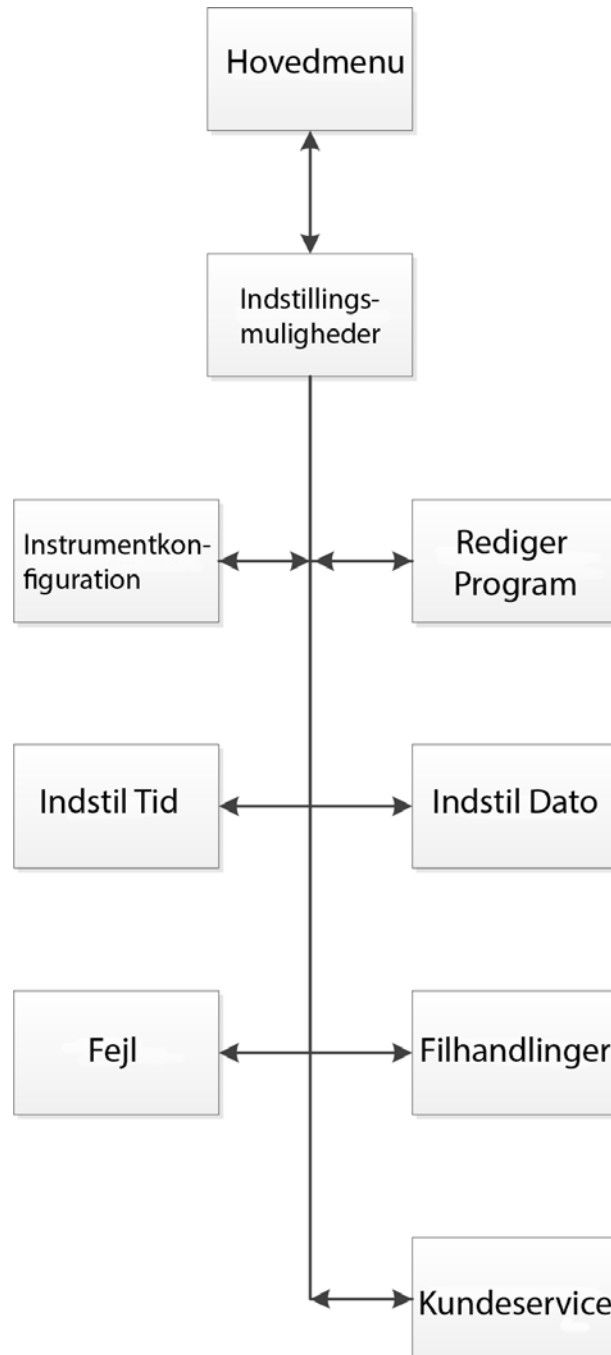 Hovedmenu
Indstillings-
muligheder
Instrumentkon-
figuration
Rediger
Program
Indstil Tid
Indstil Dato
Fejl
Filhandlinger
Kundeservice